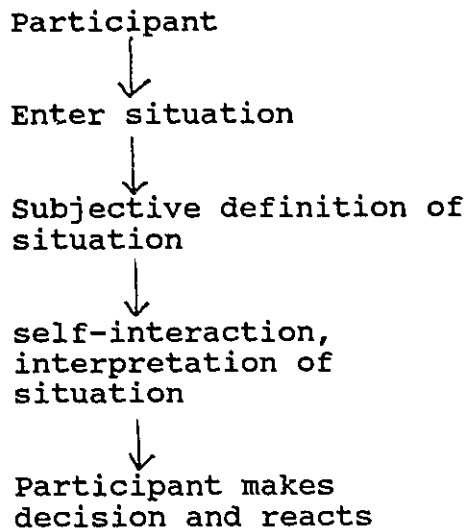 Participant
Enter situation
Subjective definition of
situation
self-interaction,
interpretation of
situation
Participant makes
decision and reacts